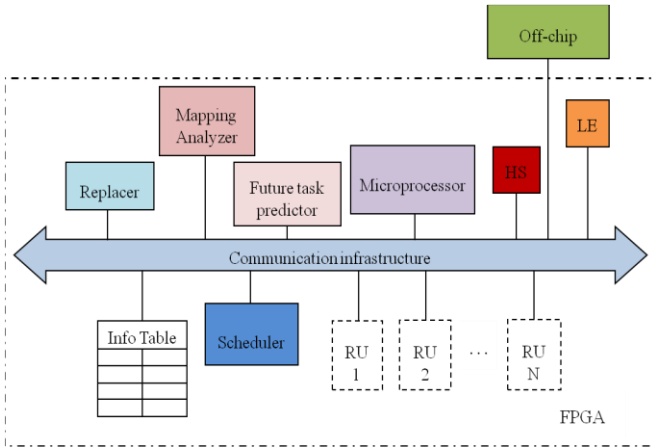 Off-chip
Mapping
Analyzer
LE
Replacer
Future task
predictor
Microprocessor
HS
Communication infrastructure
Info Table
Scheduler
RU
1
RU
2
...
RU
N
FPGA